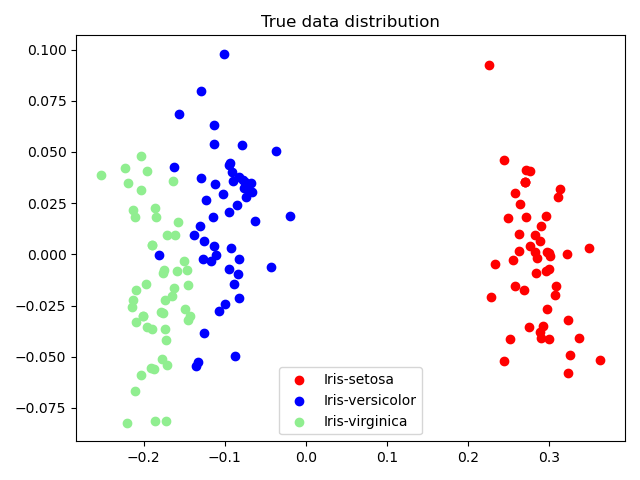 True data distribution
0.100
0.075
0.050
0.025
0.000
−0.025
−0.050
−0.075
Iris-setosa
Iris-versicolor
Iris-virginica
−0.2 −0.1 0.0 0.1 0.2 0.3